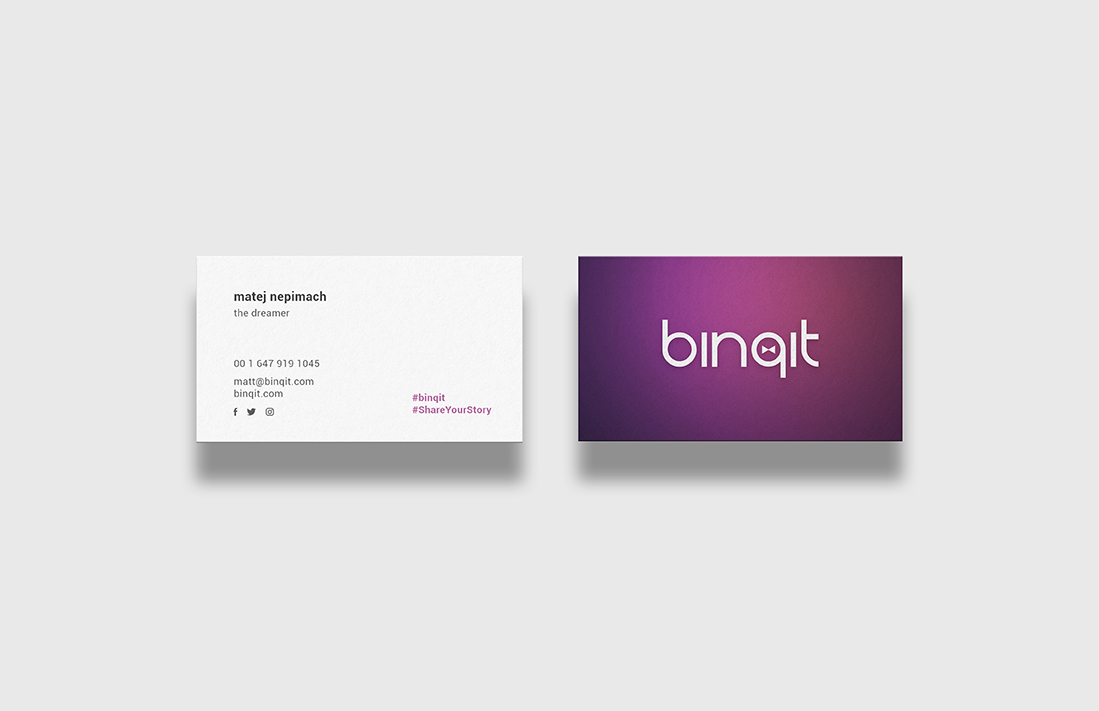 matej nepimach
the dreamer
00 1 647 919 1045
matt@binqit.com
binqit.com
#binqit
#ShareYourStory
binqit